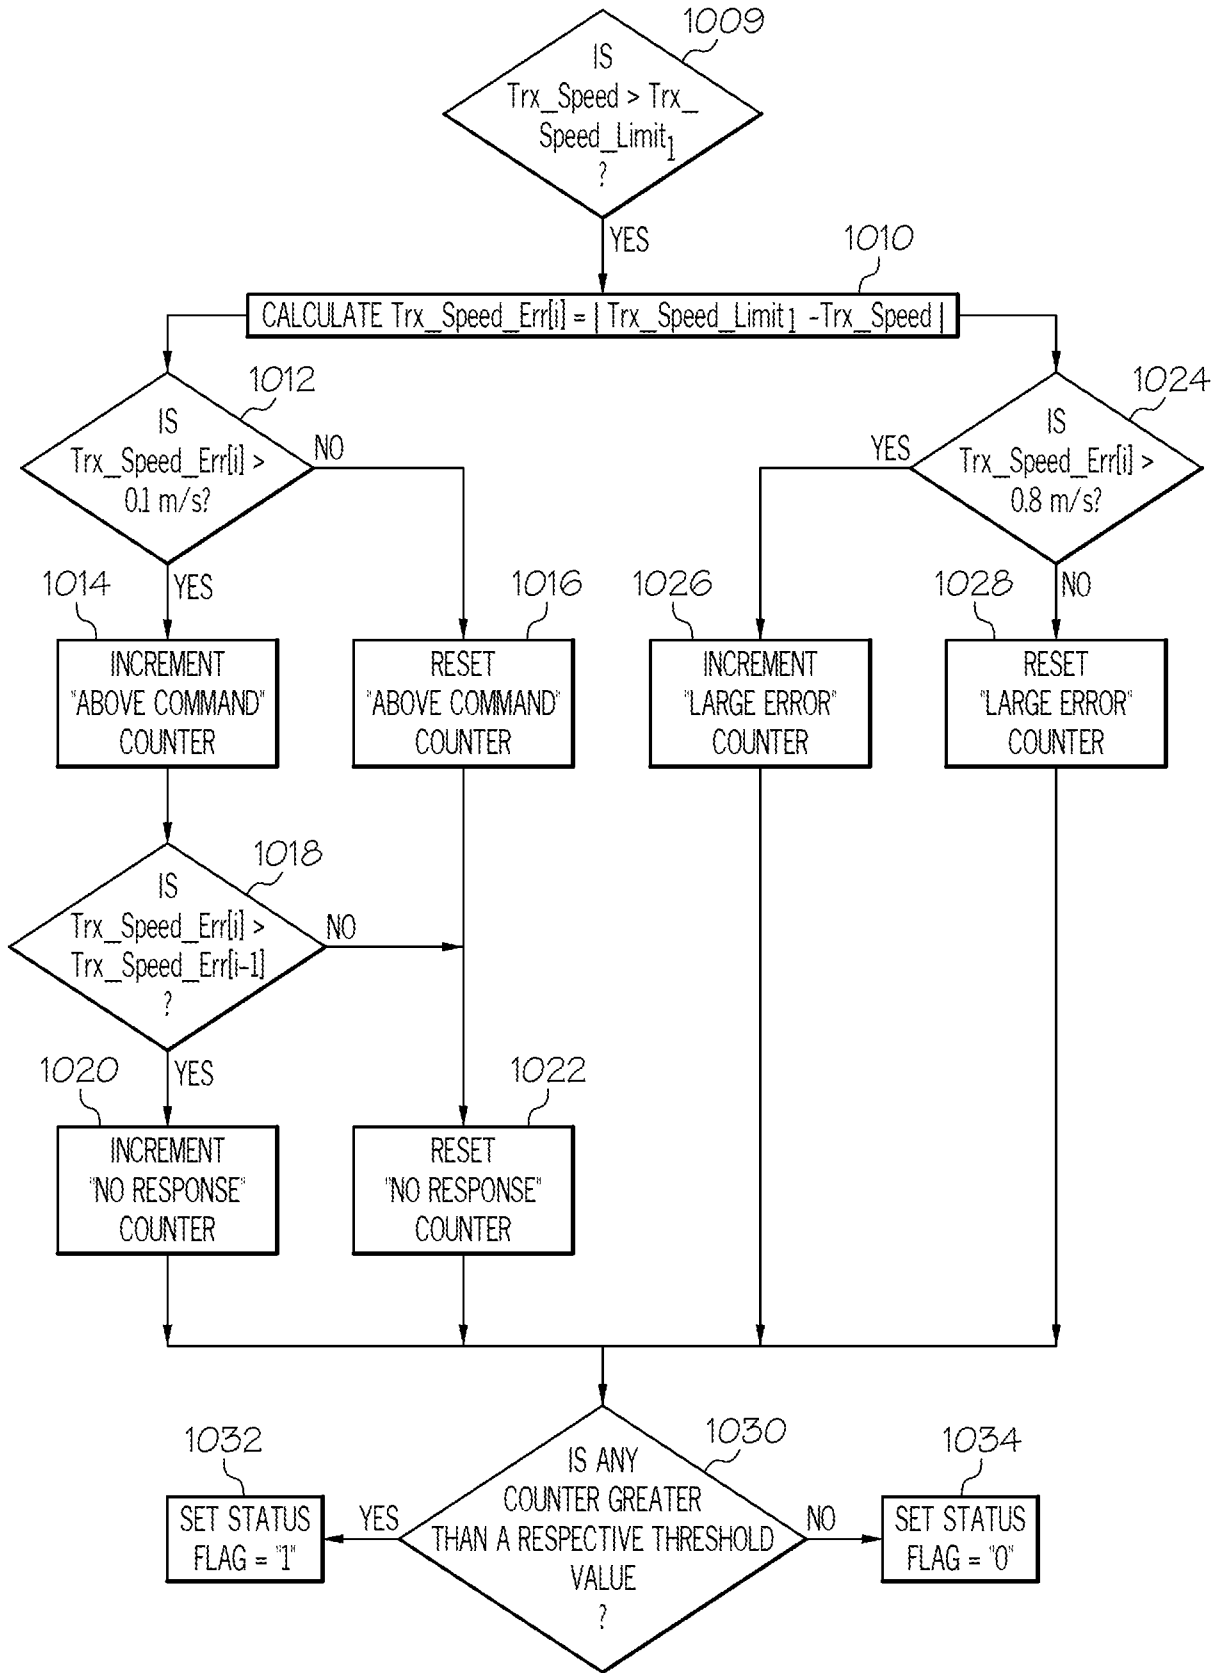 1009
IS
Trx_Speed > Trx_
Speed_Limit1
?
YES
1010
CALCULATE Trx_Speed_Err[i] = | Trx_Speed_Limit1 -Trx_Speed |
1012
IS
Trx_Speed_Err[i] >
0.1 m/s?
NO
YES
1024
IS
Trx_Speed_Err[i] >
0.8 m/s?
YES
NO
1014
INCREMENT
"ABOVE COMMAND"
COUNTER
1016
RESET
"ABOVE COMMAND"
COUNTER
1026
INCREMENT
"LARGE ERROR"
COUNTER
1028
RESET
"LARGE ERROR"
COUNTER
1018
IS
Trx_Speed_Err[i] >
Trx_Speed_Err[i-1]
?
NO
YES
1020
INCREMENT
"NO RESPONSE"
COUNTER
1022
RESET
"NO RESPONSE"
COUNTER
1030
IS ANY
COUNTER GREATER
THAN A RESPECTIVE THRESHOLD
VALUE
?
YES
NO
1032
SET STATUS
FLAG = "1"
1034
SET STATUS
FLAG = "0"